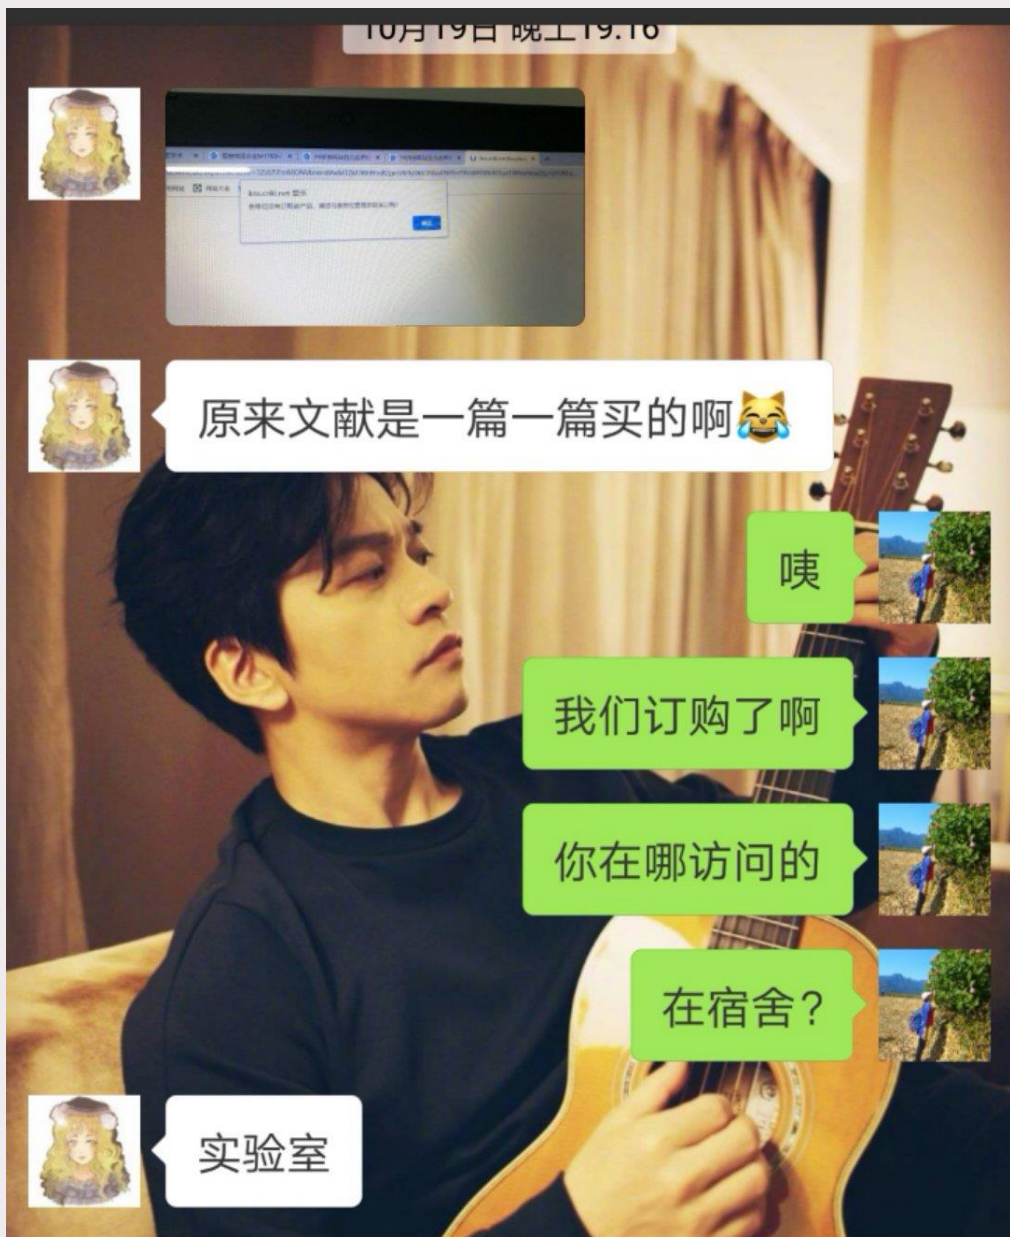 10月19日 晚上19:16
原来文献是一篇一篇买的啊😹
咦
我们订购了啊
你在哪访问的
在宿舍？
实验室